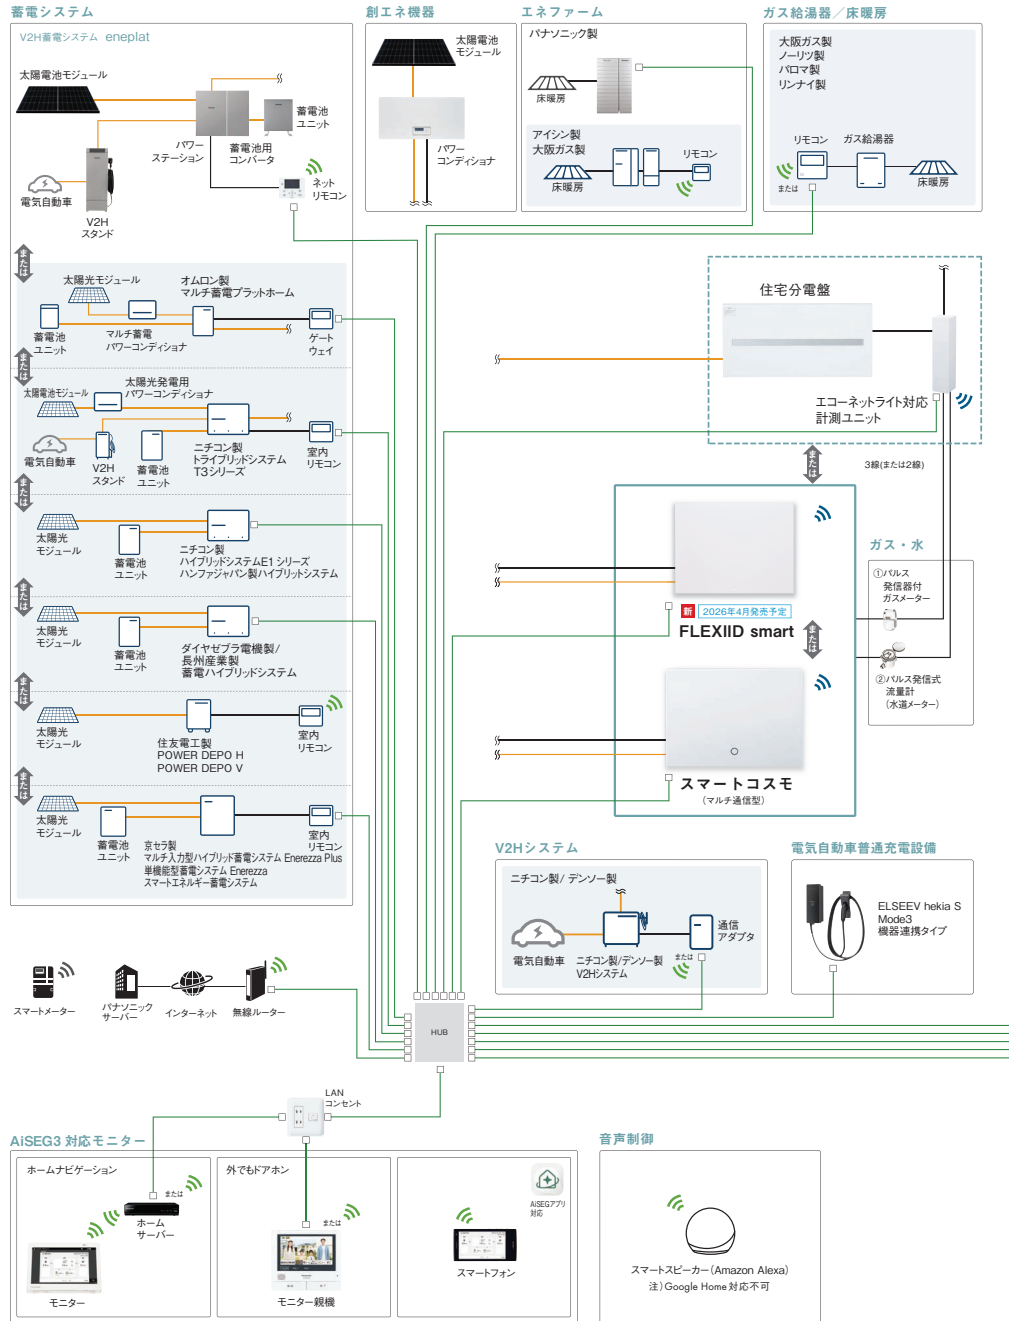 蓄電システム
V2H蓄電システム eneplat
太陽電池モジュール
パワー
ステーション
蓄電池用
コンバータ
蓄電池
ユニット
電気自動車
V2H
スタンド
ネット
リモコン
または
太陽光モジュール
オムロン製
マルチ蓄電プラットホーム
蓄電池
ユニット
マルチ蓄電
パワーコンディショナ
ゲート
ウェイ
または
太陽光発電用
パワーコンディショナ
太陽電池モジュール
電気自動車
V2H
スタンド
蓄電池
ユニット
ニチコン製
トライブリッドシステム
T3シリーズ
室内
リモコン
または
太陽光
モジュール
蓄電池
ユニット
ニチコン製
ハイブリッドシステムE1シリーズ
ハンファジャパン製ハイブリッドシステム
または
太陽光
モジュール
蓄電池
ユニット
ダイヤゼブラ電機製/
長州産業製
蓄電ハイブリッドシステム
または
太陽光
モジュール
住友電工製
POWER DEPO H
POWER DEPO V
室内
リモコン
または
太陽光
モジュール
蓄電池
ユニット
京セラ製
マルチ入力型ハイブリッド蓄電システム Enerezza Plus
単機能型蓄電システム Enerezza
スマートエネルギー蓄電システム
室内
リモコン
創エネ機器
太陽電池
モジュール
パワー
コンディショナ
エネファーム
パナソニック製
床暖房
アイシン製
大阪ガス製
床暖房
リモコン
ガス給湯器／床暖房
大阪ガス製
ノーリツ製
パロマ製
リンナイ製
リモコン
ガス給湯器
または
床暖房
住宅分電盤
エコーネットライト対応
計測ユニット
または
3線(または2線)
新 2026年4月発売予定
FLEXIID smart
または
スマートコスモ
(マルチ通信型)
ガス・水
①パルス
発信器付
ガスメーター
②パルス発信式
流量計
(水道メーター)
V2Hシステム
ニチコン製/デンソー製
電気自動車
ニチコン製/デンソー製
V2Hシステム
通信
アダプタ
または
電気自動車普通充電設備
ELSEEV hekia S
Mode3
機器連携タイプ
スマートメーター
パナソニック
サーバー
インターネット
無線ルーター
HUB
LAN
コンセント
AiSEG3 対応モニター
ホームナビゲーション
または
ホーム
サーバー
モニター
外でもドアホン
または
モニター親機
AiSEGアプリ
対応
スマートフォン
音声制御
スマートスピーカー(Amazon Alexa)
注)Google Home対応不可